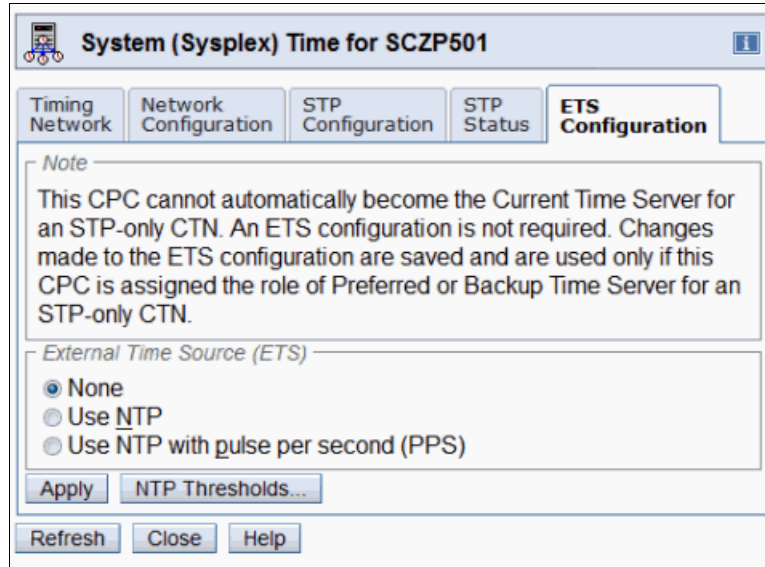 System (Sysplex) Time for SCZP501
i
Timing Network
Network Configuration
STP Configuration
STP Status
ETS Configuration
Note
This CPC cannot automatically become the Current Time Server for
an STP-only CTN. An ETS configuration is not required. Changes
made to the ETS configuration are saved and are used only if this
CPC is assigned the role of Preferred or Backup Time Server for an
STP-only CTN.
External Time Source (ETS)
None
Use NTP
Use NTP with pulse per second (PPS)
Apply NTP Thresholds...
Refresh Close Help